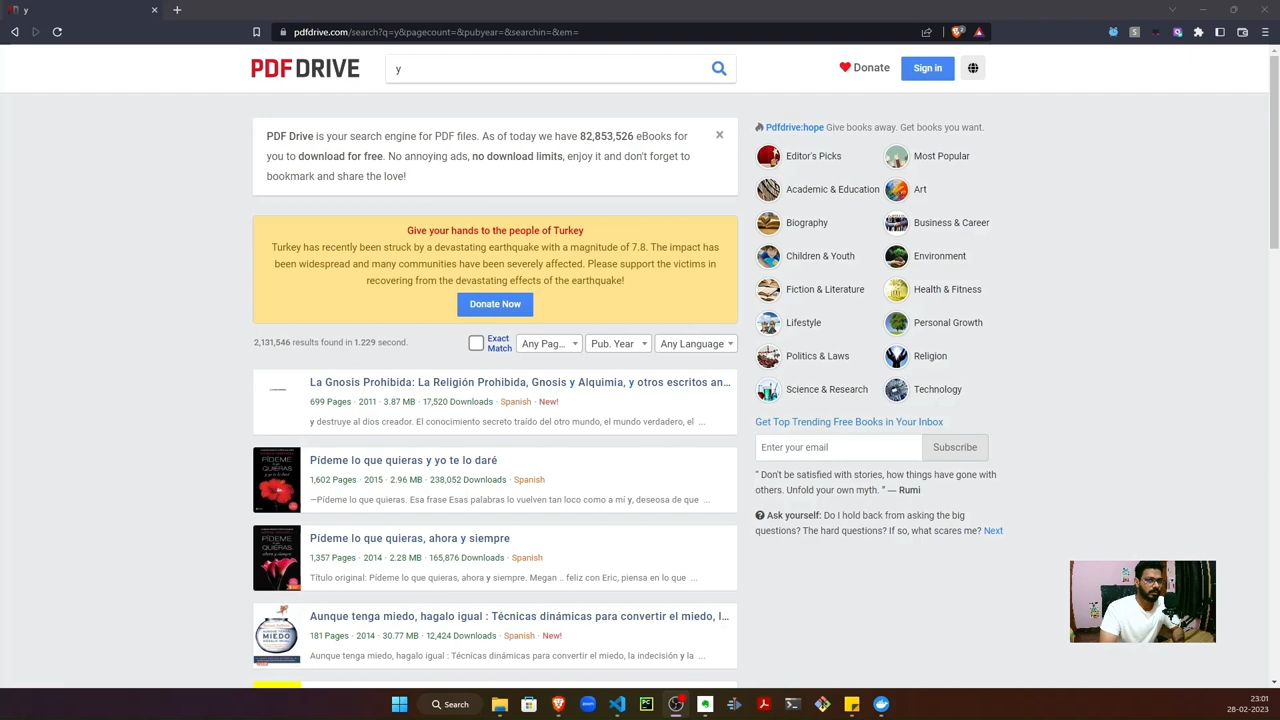 y
pdfdrive.com/search?q=y&pagecount=&pubyear=&searchin=&em=
PDF DRIVE
y
Donate
Sign in
PDF Drive is your search engine for PDF files. As of today we have 82,853,526 eBooks for
you to download for free. No annoying ads, no download limits, enjoy it and don't forget to
bookmark and share the love!
Give your hands to the people of Turkey
Turkey has recently been struck by a devastating earthquake with a magnitude of 7.8. The impact has
been widespread and many communities have been severely affected. Please support the victims in
recovering from the devastating effects of the earthquake!
Donate Now
2,131,546 results found in 1.229 second.
Exact
Match
Any Pag...
Pub. Year
Any Language
La Gnosis Prohibida: La Religión Prohibida, Gnosis y Alquimia, y otros escritos an...
699 Pages · 2011 · 3.87 MB · 17,520 Downloads · Spanish · New!
y destruye al dios creador. El conocimiento secreto traído del otro mundo, el mundo verdadero, el ...
PÍDEME
LO QUE
QUIERAS
Pídeme lo que quieras y yo te lo daré
1,602 Pages · 2015 · 2.96 MB · 238,052 Downloads · Spanish
—Pídeme lo que quieras. Esa frase Esas palabras lo vuelven tan loco como a mí y, deseosa de que ...
PÍDEME
LO QUE
QUIERAS,
Pídeme lo que quieras, ahora y siempre
1,357 Pages · 2014 · 2.28 MB · 165,876 Downloads · Spanish
Título original: Pídeme lo que quieras, ahora y siempre. Megan .. feliz con Eric, piensa en lo que ...
MIEDO
Aunque tenga miedo, hagalo igual : Técnicas dinámicas para convertir el miedo, l...
181 Pages · 2014 · 30.77 MB · 12,424 Downloads · Spanish · New!
Aunque tenga miedo, hagalo igual : Técnicas dinámicas para convertir el miedo, la indecisión y la ...
Pdfdrive:hope Give books away. Get books you want.
Editor's Picks
Most Popular
Academic & Education
Art
Biography
Business & Career
Children & Youth
Environment
Fiction & Literature
Health & Fitness
Lifestyle
Personal Growth
Politics & Laws
Religion
Science & Research
Technology
Get Top Trending Free Books in Your Inbox
Enter your email
Subscribe
" Don't be satisfied with stories, how things have gone with
others. Unfold your own myth. " — Rumi
Ask yourself: Do I hold back from asking the big
questions? The hard questions? If so, what scares me? Next
Search
23:01
28-02-2023